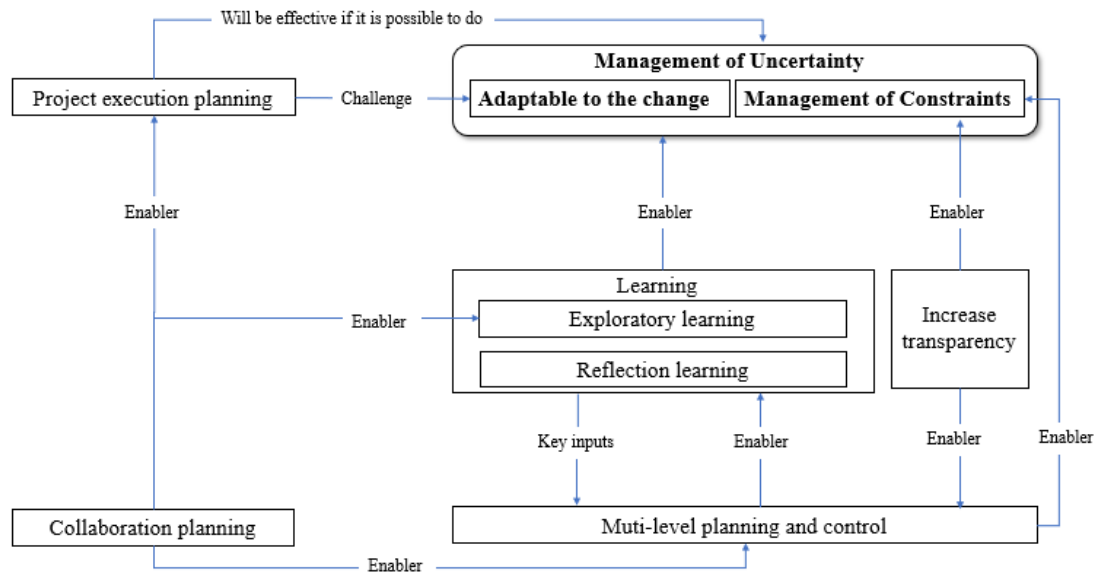 Will be effective if it is possible to do
Management of Uncertainty
Project execution planning
Challenge
Adaptable to the change
Management of Constraints
Enabler
Enabler
Enabler
Learning
Exploratory learning
Enabler
Increase
transparency
Reflection learning
Key inputs
Enabler
Enabler
Enabler
Collaboration planning
Muti-level planning and control
Enabler